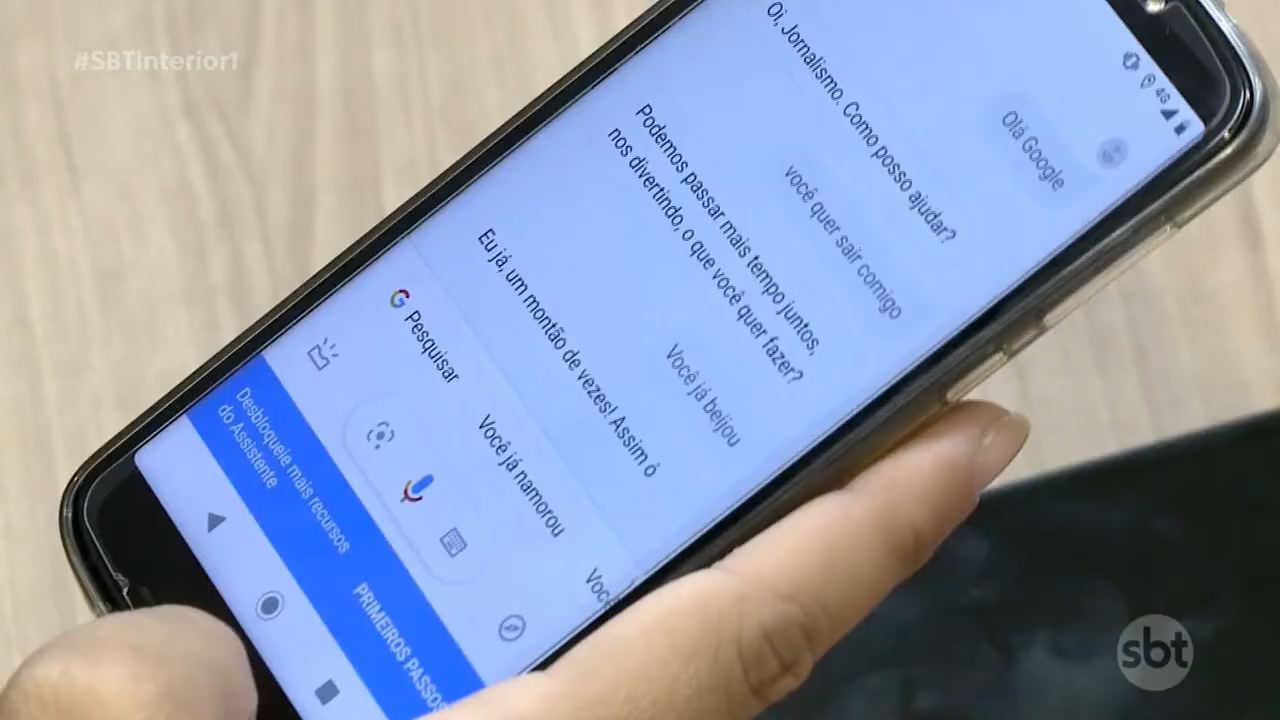 #SBTinterior1
4G
Olá Google
Oi, Jornalismo. Como posso ajudar?
você quer sair comigo
Podemos passar mais tempo juntos,
nos divertindo, o que você quer fazer?
Você já beijou
Eu já, um montão de vezes! Assim ó
G Pesquisar
Você já namorou
Desbloqueie mais recursos
do Assistente
PRIMEIROS PASSOS
sbt